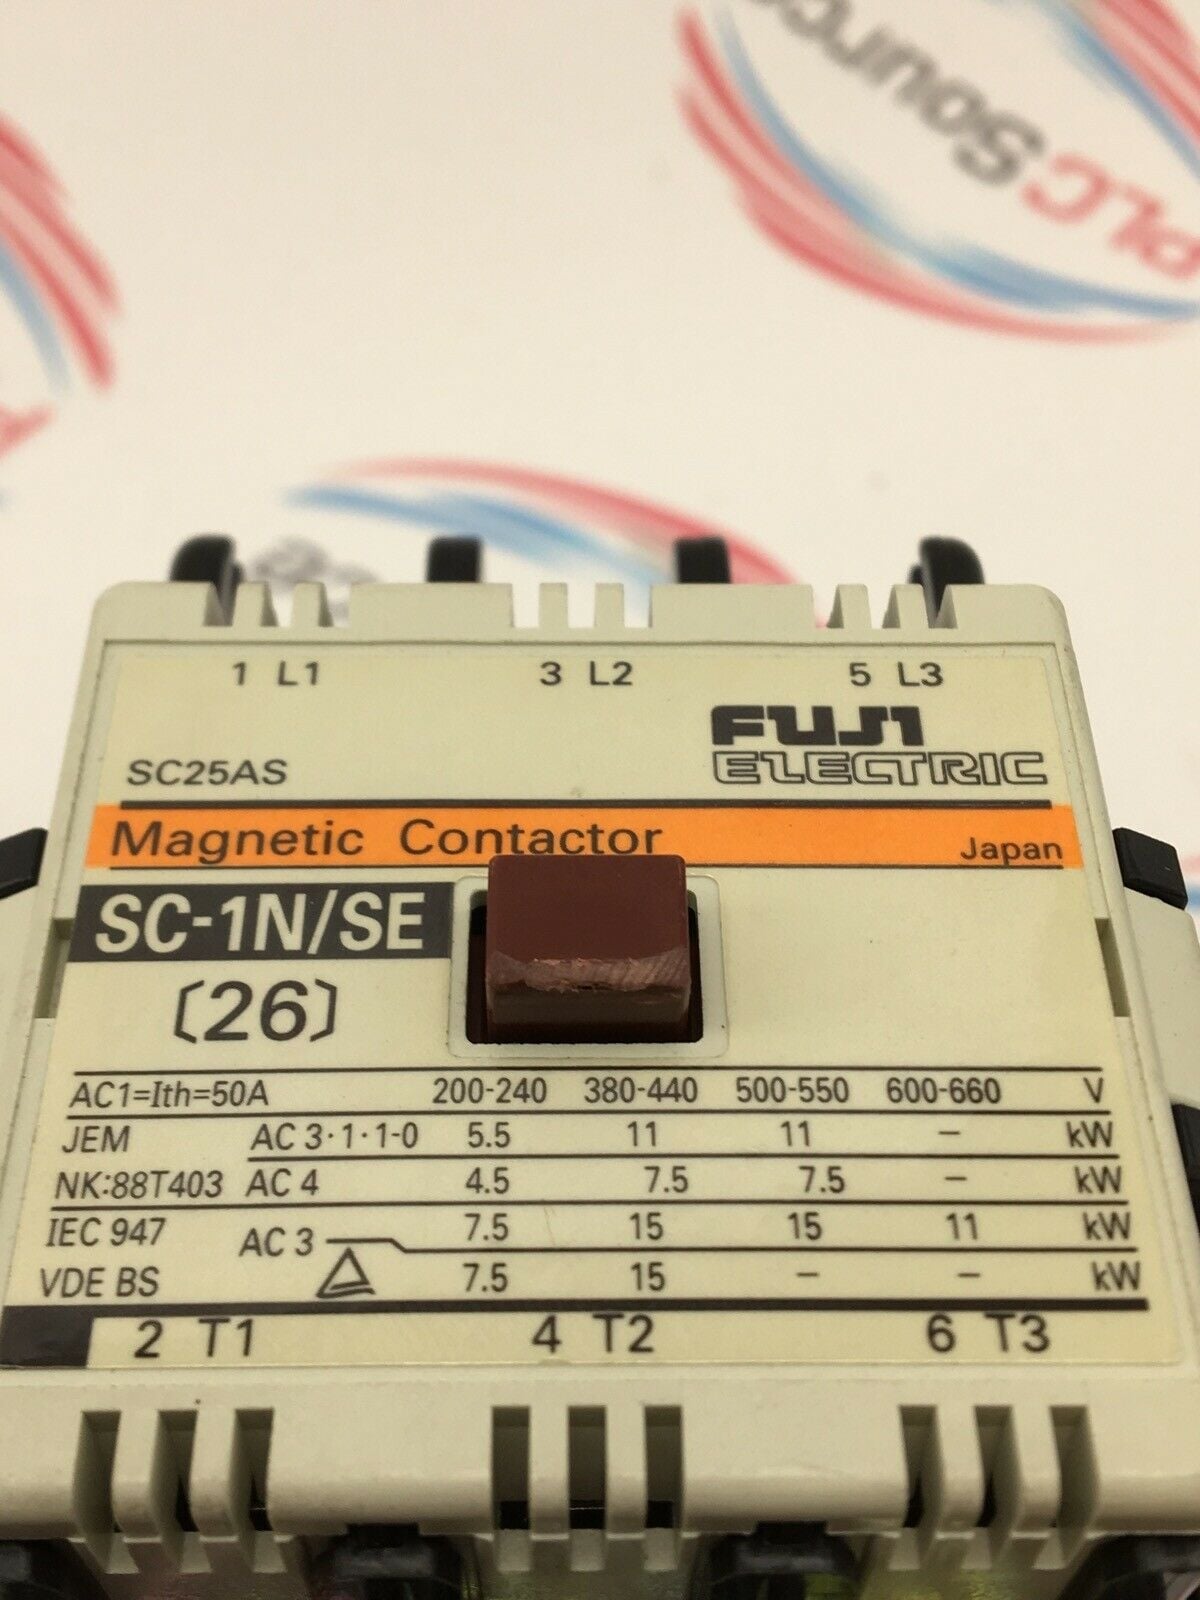 PLC Source
1 L1 3 L2 5 L3
FUJI
ELECTRIC
SC25AS
Magnetic Contactor Japan
SC-1N/SE
(26)
AC1=Ith=50A 200-240 380-440 500-550 600-660 V
JEM AC 3·1·1-0 5.5 11 11 – kW
NK:88T403 AC 4 4.5 7.5 7.5 – kW
IEC 947 AC 3 7.5 15 15 11 kW
VDE BS 7.5 15 – – kW
2 T1 4 T2 6 T3